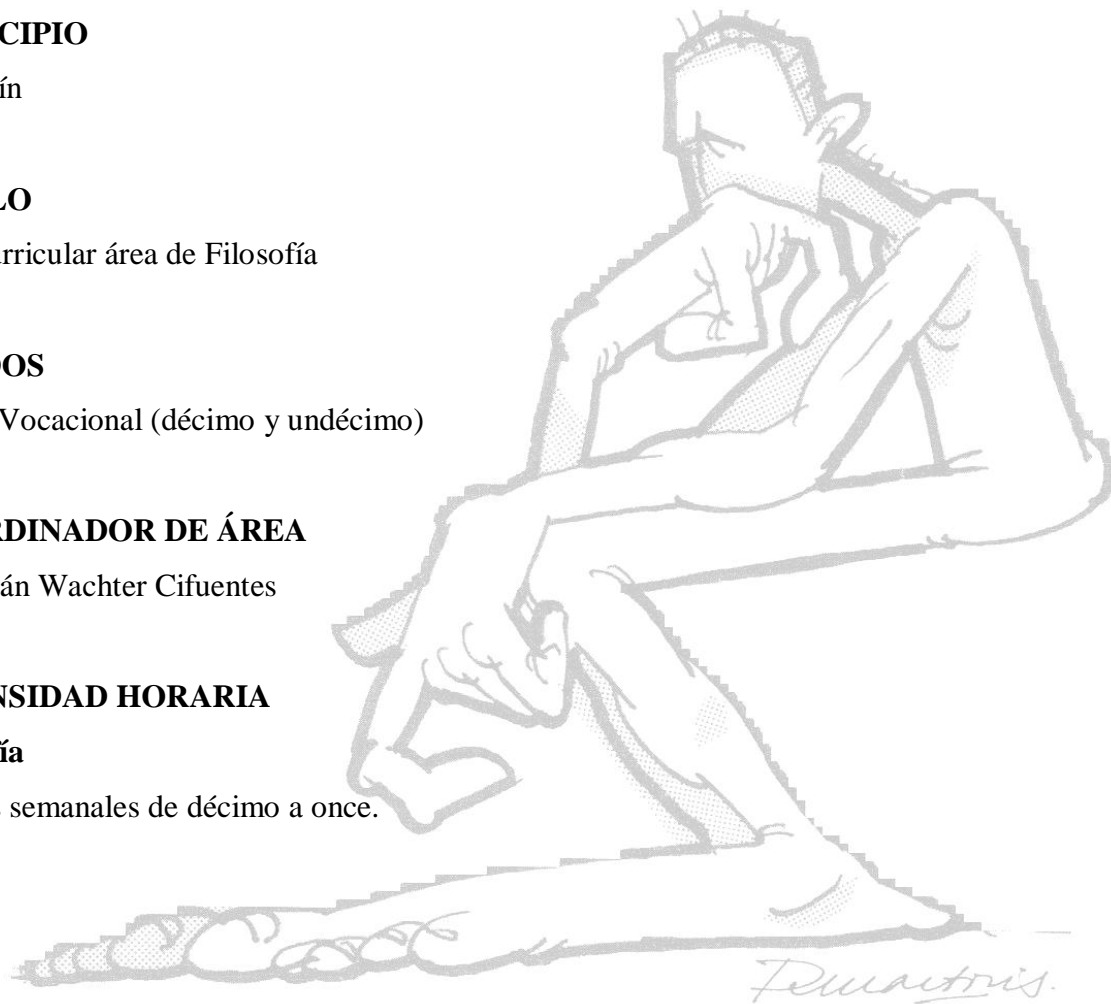 CIPIO
ín
LO
rricular área de Filosofía
DOS
Vocacional (décimo y undécimo)
RDINADOR DE ÁREA
án Wachter Cifuentes
NSIDAD HORARIA
ía
s semanales de décimo a once.